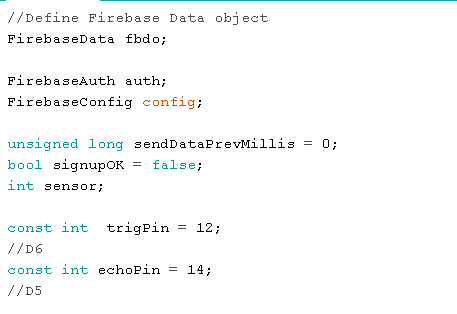 //Define Firebase Data object
FirebaseData fbdo;
FirebaseAuth auth;
FirebaseConfig config;
unsigned long sendDataPrevMillis = 0;
bool signupOK = false;
int sensor;
const int  trigPin = 12;
//D6
const int echoPin = 14;
//D5